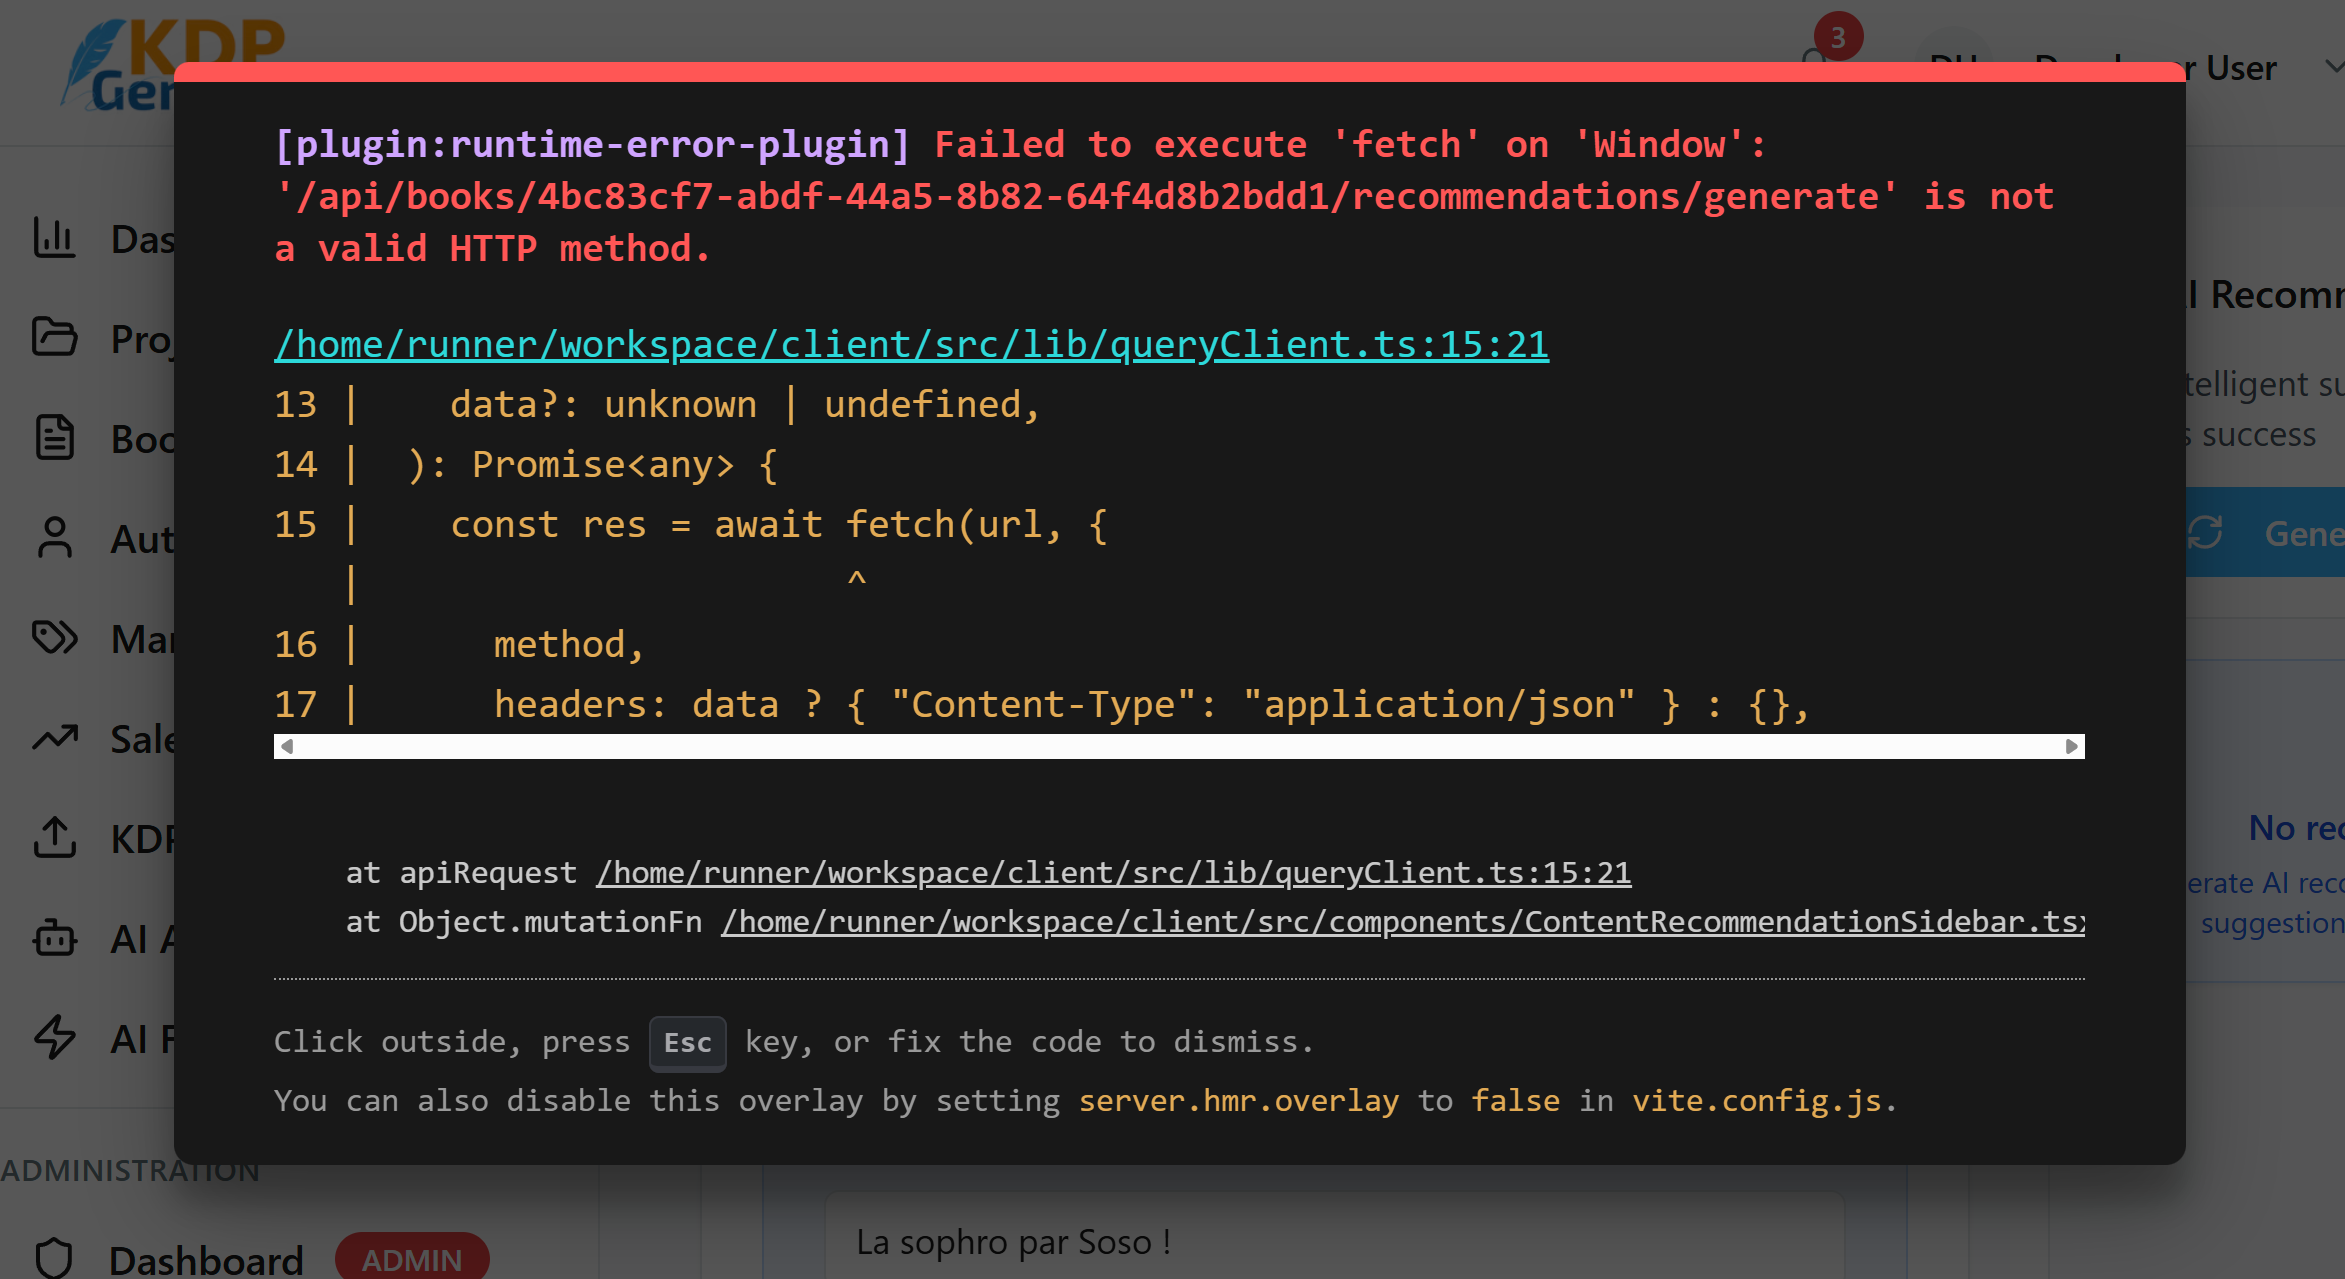 KDP
Gen
3
r User
[plugin:runtime-error-plugin] Failed to execute 'fetch' on 'Window':
'/api/books/4bc83cf7-abdf-44a5-8b82-64f4d8b2bdd1/recommendations/generate' is not
a valid HTTP method.
/home/runner/workspace/client/src/lib/queryClient.ts:15:21
13 |    data?: unknown | undefined,
14 |  ): Promise<any> {
15 |    const res = await fetch(url, {
   |                      ^
16 |      method,
17 |      headers: data ? { "Content-Type": "application/json" } : {},
at apiRequest /home/runner/workspace/client/src/lib/queryClient.ts:15:21
at Object.mutationFn /home/runner/workspace/client/src/components/ContentRecommendationSidebar.tsx
Click outside, press Esc key, or fix the code to dismiss.
You can also disable this overlay by setting server.hmr.overlay to false in vite.config.js.
Das
Proj
Boo
Aut
Mar
Sale
KDP
AI A
AI F
ADMINISTRATION
Dashboard ADMIN
I Recomm
telligent su
s success
Gene
No rec
erate AI reco
suggestion
La sophro par Soso !